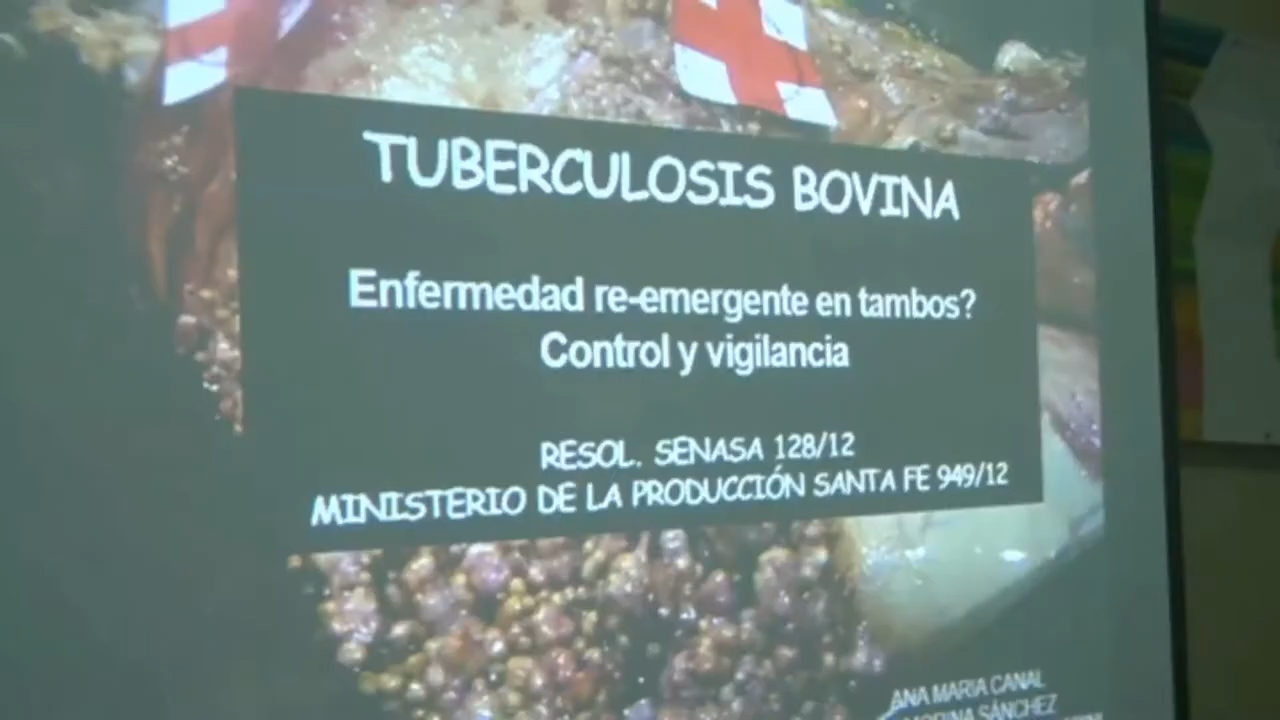 TUBERCULOSIS BOVINA
Enfermedad re-emergente en tambos?
Control y vigilancia
RESOL. SENASA 128/12
MINISTERIO DE LA PRODUCCIÓN SANTA FE 949/12
ANA MARIA CANAL
SÁNCHEZ